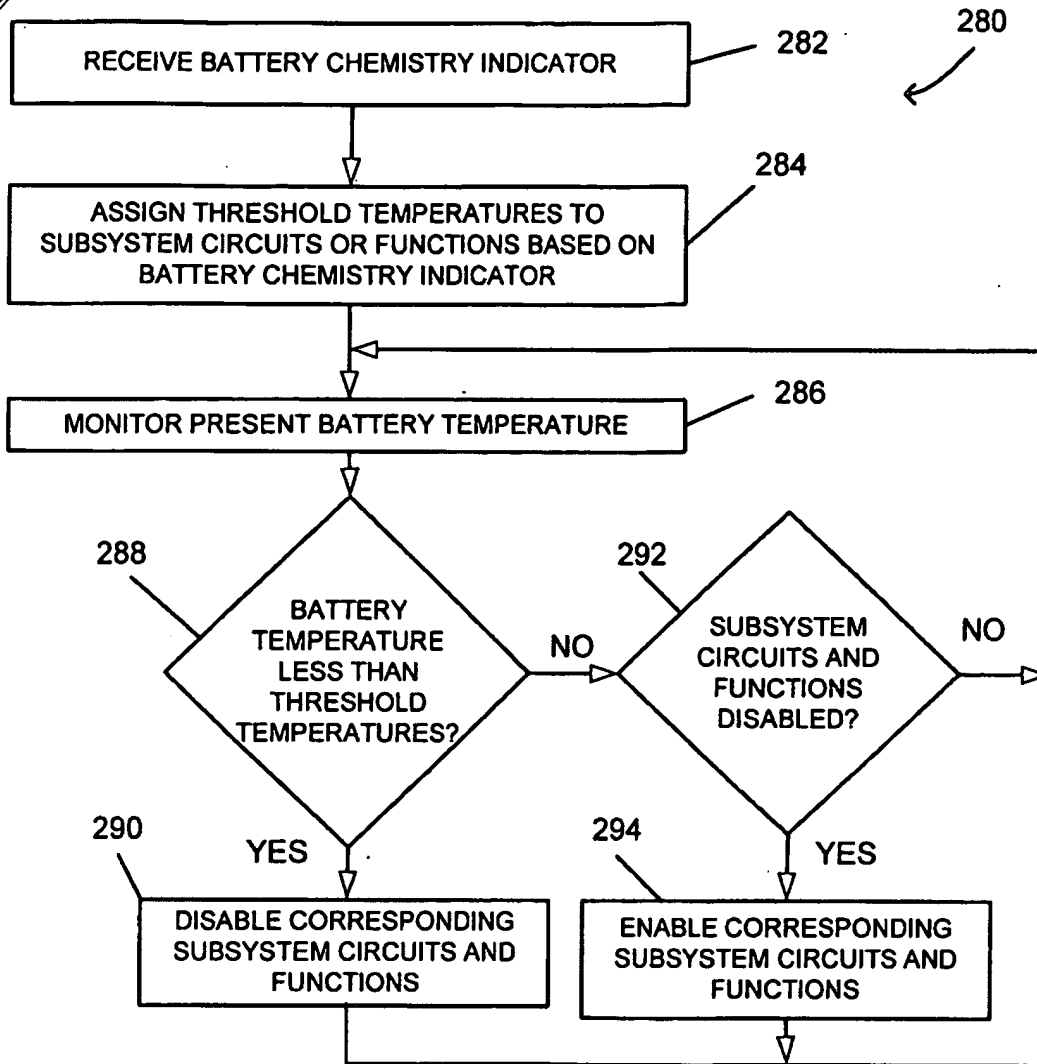 280
RECEIVE BATTERY CHEMISTRY INDICATOR
282
284
ASSIGN THRESHOLD TEMPERATURES TO
SUBSYSTEM CIRCUITS OR FUNCTIONS BASED ON
BATTERY CHEMISTRY INDICATOR
MONITOR PRESENT BATTERY TEMPERATURE
286
288
BATTERY
TEMPERATURE
LESS THAN
THRESHOLD
TEMPERATURES?
NO
292
SUBSYSTEM
CIRCUITS AND
FUNCTIONS
DISABLED?
NO
290
YES
DISABLE CORRESPONDING
SUBSYSTEM CIRCUITS AND
FUNCTIONS
294
YES
ENABLE CORRESPONDING
SUBSYSTEM CIRCUITS AND
FUNCTIONS